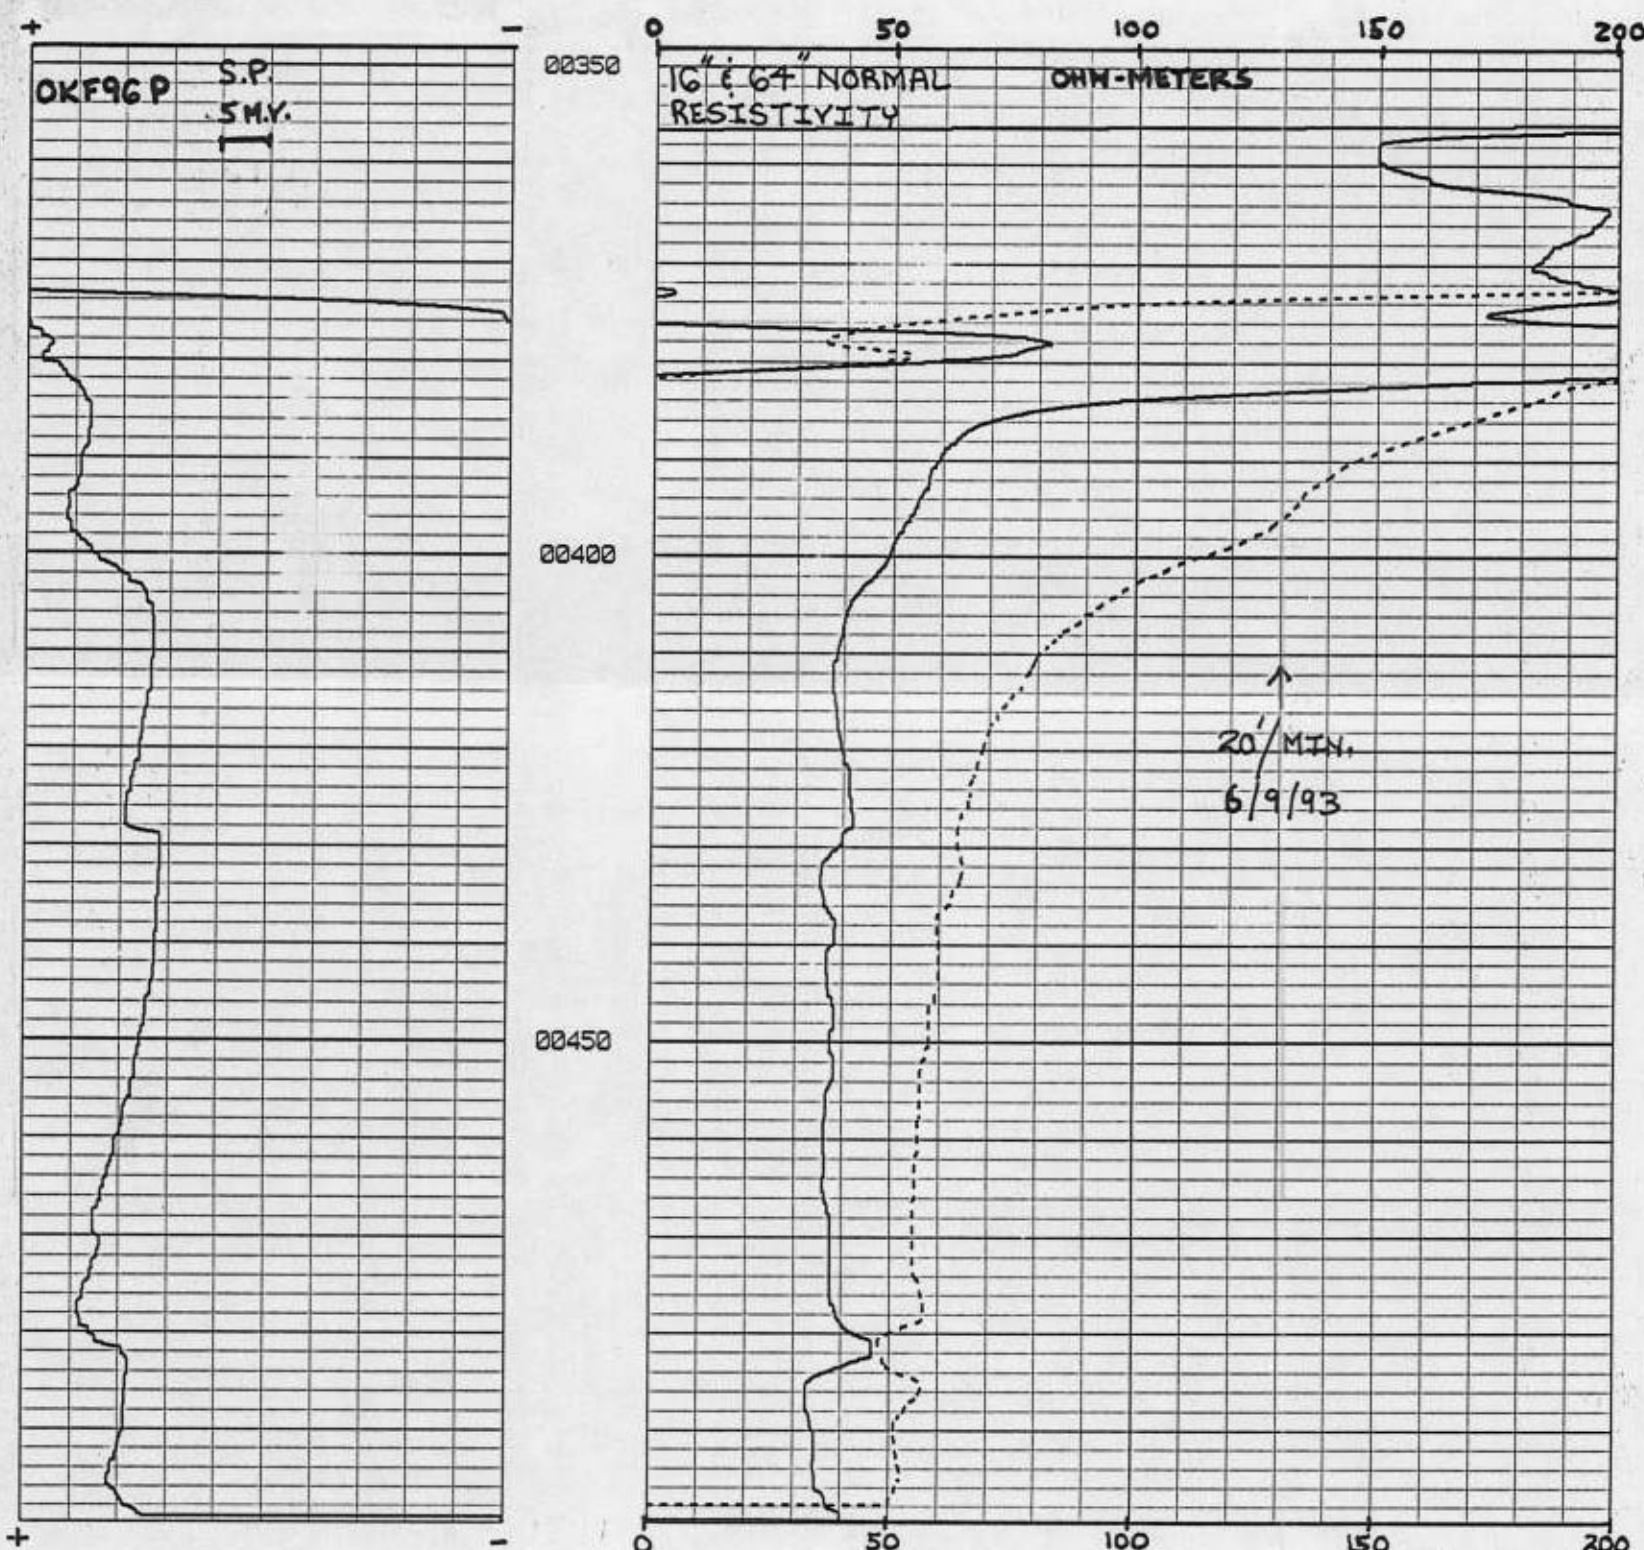 + -
0 50 100 150 200
OKF96P
S.P.
5 M.V.
00350
16" & 64" NORMAL
RESISTIVITY
OHM-METERS
00400
20'/MIN.
6/9/93
00450
+ -
0 50 100 150 200